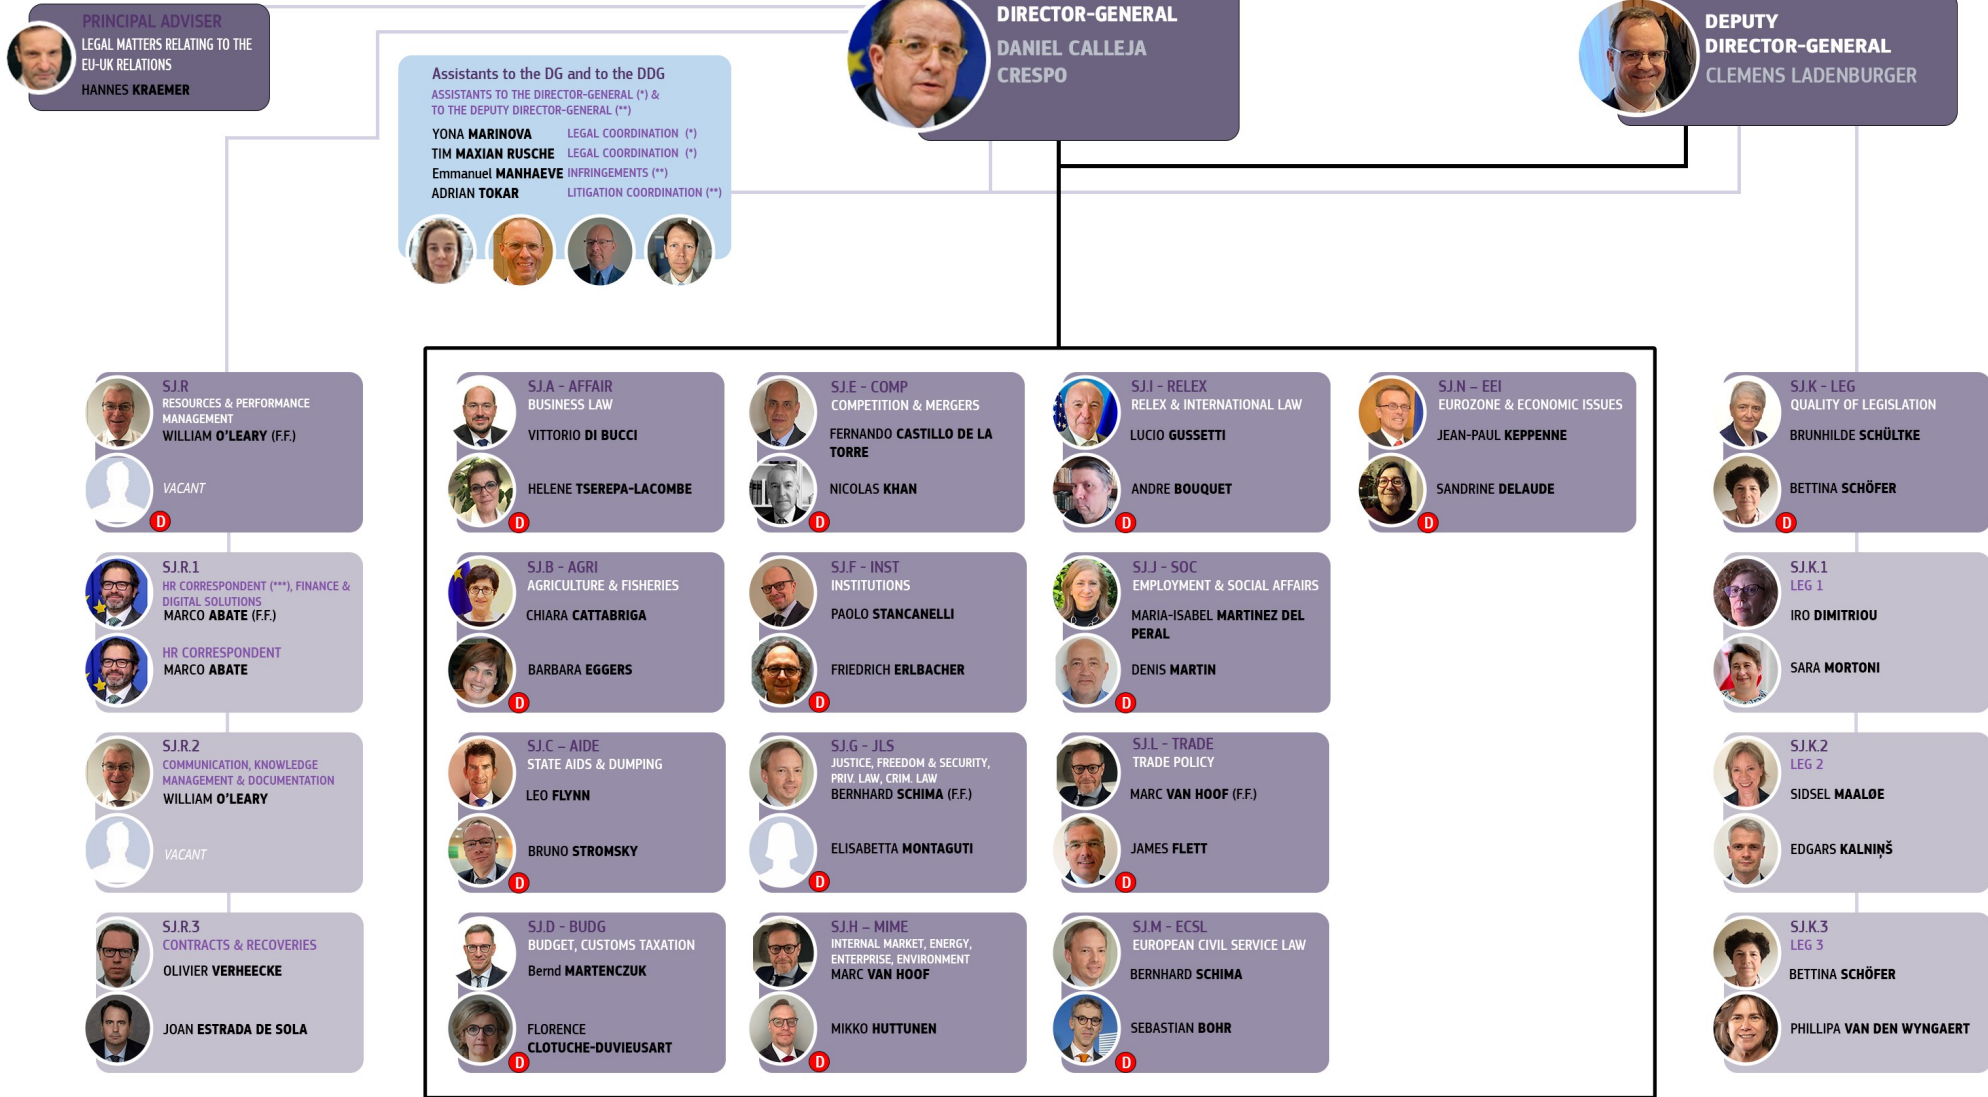 PRINCIPAL ADVISER
LEGAL MATTERS RELATING TO THE
EU-UK RELATIONS
HANNES KRAEMER
DIRECTOR-GENERAL
DANIEL CALLEJA
CRESPO
DEPUTY
DIRECTOR-GENERAL
CLEMENS LADENBURGER
Assistants to the DG and to the DDG
ASSISTANTS TO THE DIRECTOR-GENERAL (*) &
TO THE DEPUTY DIRECTOR-GENERAL (**)
YONA MARINOVA LEGAL COORDINATION (*)
TIM MAXIAN RUSCHE LEGAL COORDINATION (*)
Emmanuel MANHAEVE INFRINGEMENTS (**)
ADRIAN TOKAR LITIGATION COORDINATION (**)
SJ.R
RESOURCES & PERFORMANCE
MANAGEMENT
WILLIAM O'LEARY (F.F.)
VACANT
D
SJ.R.1
HR CORRESPONDENT (***), FINANCE &
DIGITAL SOLUTIONS
MARCO ABATE (F.F.)
HR CORRESPONDENT
MARCO ABATE
SJ.R.2
COMMUNICATION, KNOWLEDGE
MANAGEMENT & DOCUMENTATION
WILLIAM O'LEARY
VACANT
SJ.R.3
CONTRACTS & RECOVERIES
OLIVIER VERHEECKE
JOAN ESTRADA DE SOLA
SJ.A - AFFAIR
BUSINESS LAW
VITTORIO DI BUCCI
HELENE TSEREPA-LACOMBE
D
SJ.B - AGRI
AGRICULTURE & FISHERIES
CHIARA CATTABRIGA
BARBARA EGGERS
D
SJ.C – AIDE
STATE AIDS & DUMPING
LEO FLYNN
BRUNO STROMSKY
D
SJ.D - BUDG
BUDGET, CUSTOMS TAXATION
Bernd MARTENCZUK
FLORENCE
CLOTUCHE-DUVIEUSART
D
SJ.E - COMP
COMPETITION & MERGERS
FERNANDO CASTILLO DE LA
TORRE
NICOLAS KHAN
D
SJ.F - INST
INSTITUTIONS
PAOLO STANCANELLI
FRIEDRICH ERLBACHER
D
SJ.G - JLS
JUSTICE, FREEDOM & SECURITY,
PRIV. LAW, CRIM. LAW
BERNHARD SCHIMA (F.F.)
ELISABETTA MONTAGUTI
D
SJ.H – MIME
INTERNAL MARKET, ENERGY,
ENTERPRISE, ENVIRONMENT
MARC VAN HOOF
MIKKO HUTTUNEN
D
SJ.I - RELEX
RELEX & INTERNATIONAL LAW
LUCIO GUSSETTI
ANDRE BOUQUET
D
SJ.J - SOC
EMPLOYMENT & SOCIAL AFFAIRS
MARIA-ISABEL MARTINEZ DEL
PERAL
DENIS MARTIN
D
SJ.L - TRADE
TRADE POLICY
MARC VAN HOOF (F.F.)
JAMES FLETT
D
SJ.M - ECSL
EUROPEAN CIVIL SERVICE LAW
BERNHARD SCHIMA
SEBASTIAN BOHR
D
SJ.N – EEI
EUROZONE & ECONOMIC ISSUES
JEAN-PAUL KEPPENNE
SANDRINE DELAUDE
D
SJ.K - LEG
QUALITY OF LEGISLATION
BRUNHILDE SCHÜLTKE
BETTINA SCHÖFER
D
SJ.K.1
LEG 1
IRO DIMITRIOU
SARA MORTONI
SJ.K.2
LEG 2
SIDSEL MAALØE
EDGARS KALNIŅŠ
SJ.K.3
LEG 3
BETTINA SCHÖFER
PHILLIPA VAN DEN WYNGAERT